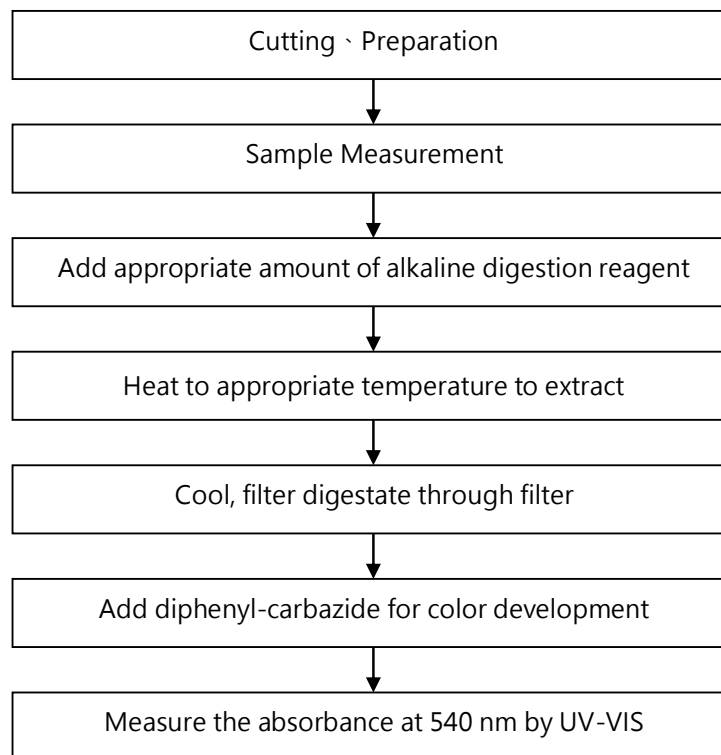 Cutting、Preparation
Sample Measurement
Add appropriate amount of alkaline digestion reagent
Heat to appropriate temperature to extract
Cool, filter digestate through filter
Add diphenyl-carbazide for color development
Measure the absorbance at 540 nm by UV-VIS